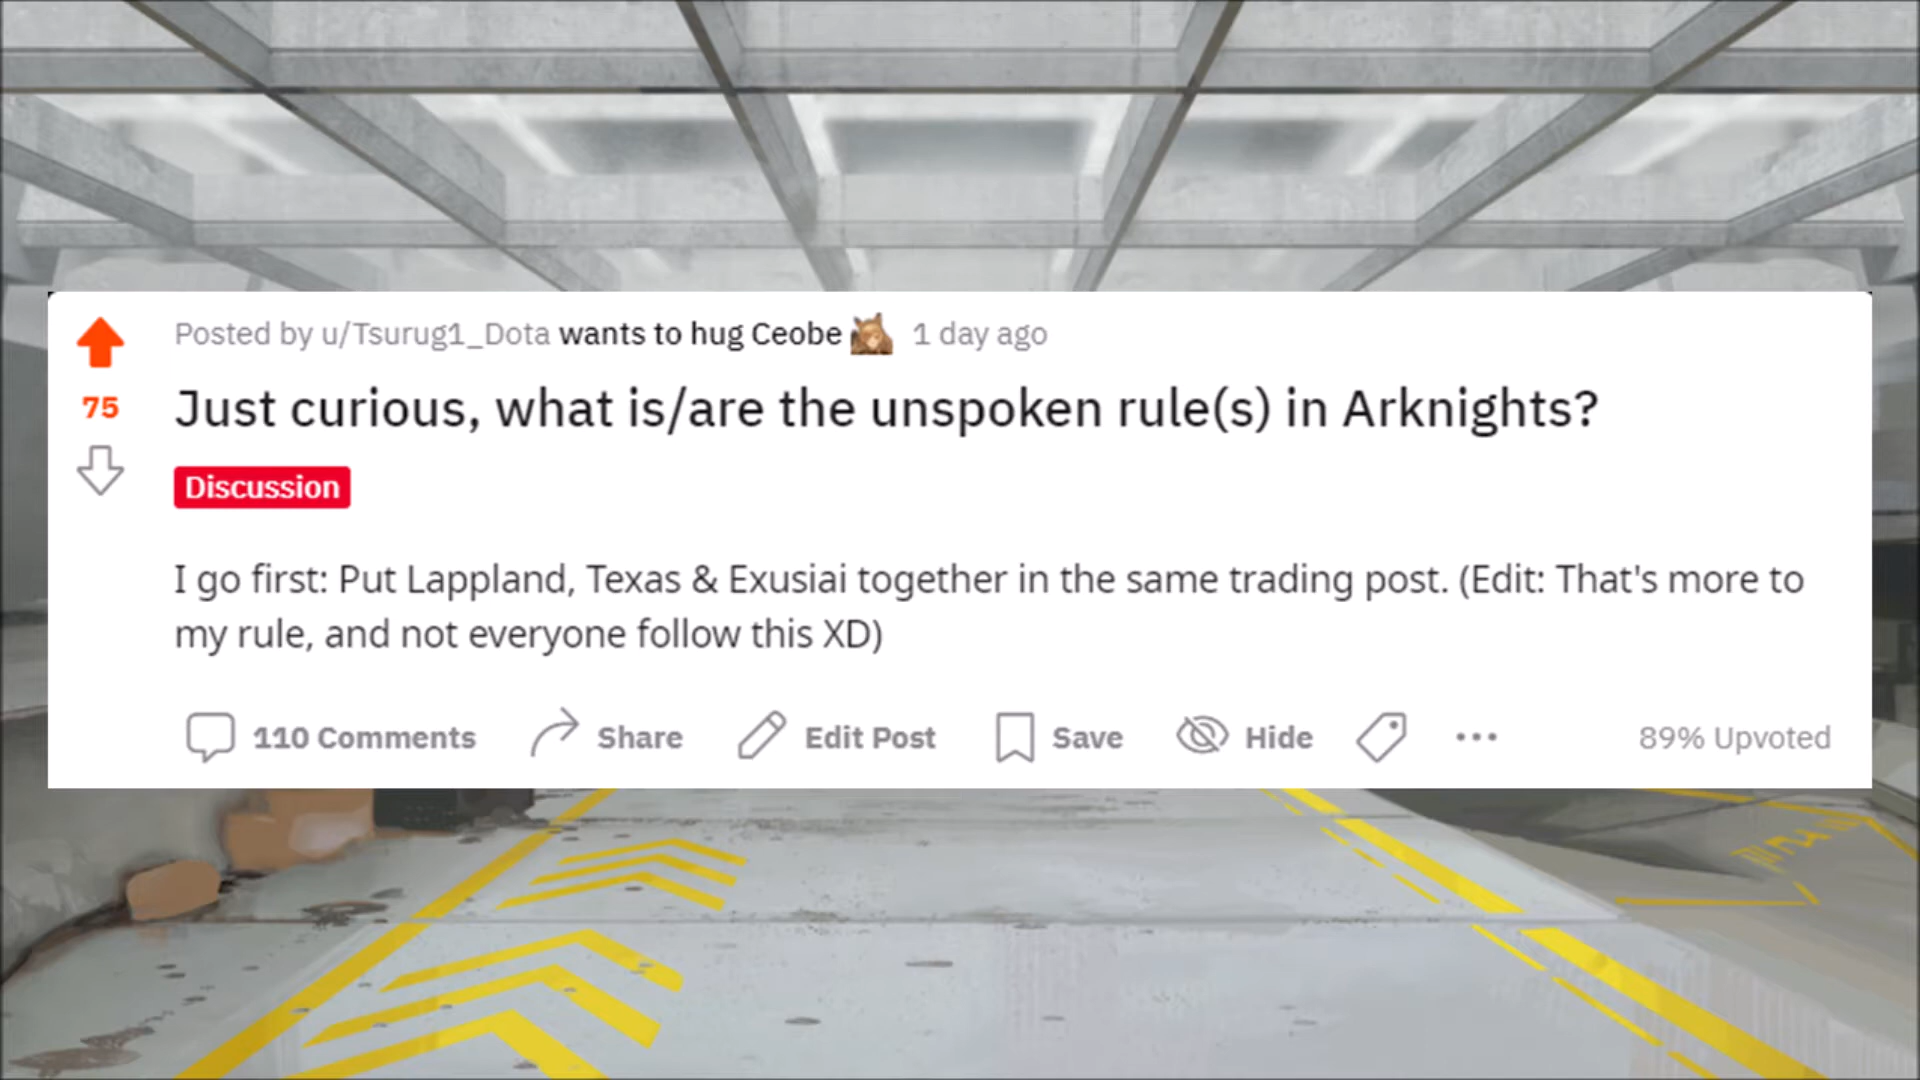 Posted by u/Tsurug1_Dota wants to hug Ceobe 1 day ago
75
Just curious, what is/are the unspoken rule(s) in Arknights?
Discussion
I go first: Put Lappland, Texas & Exusiai together in the same trading post. (Edit: That's more to
my rule, and not everyone follow this XD)
110 Comments Share Edit Post Save Hide 89% Upvoted